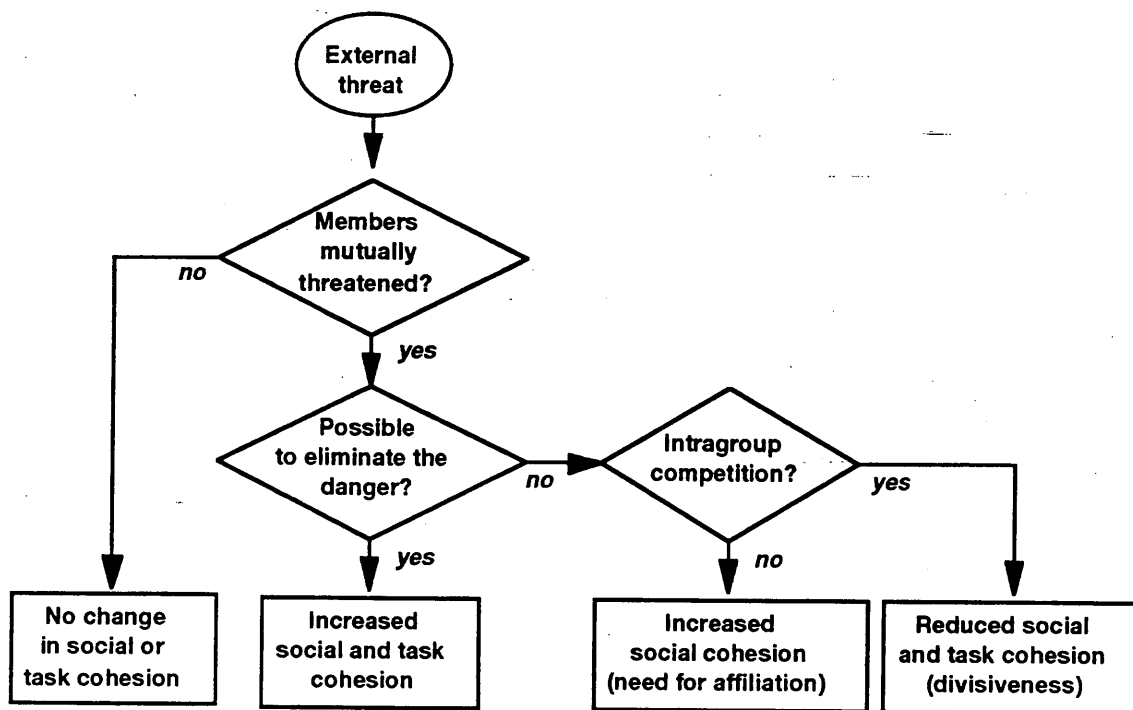 External
threat
Members
mutually
threatened?
no
yes
Possible
to eliminate the
danger?
no
Intragroup
competition?
yes
yes
no
No change
in social or
task cohesion
Increased
social and task
cohesion
Increased
social cohesion
(need for affiliation)
Reduced social
and task cohesion
(divisiveness)